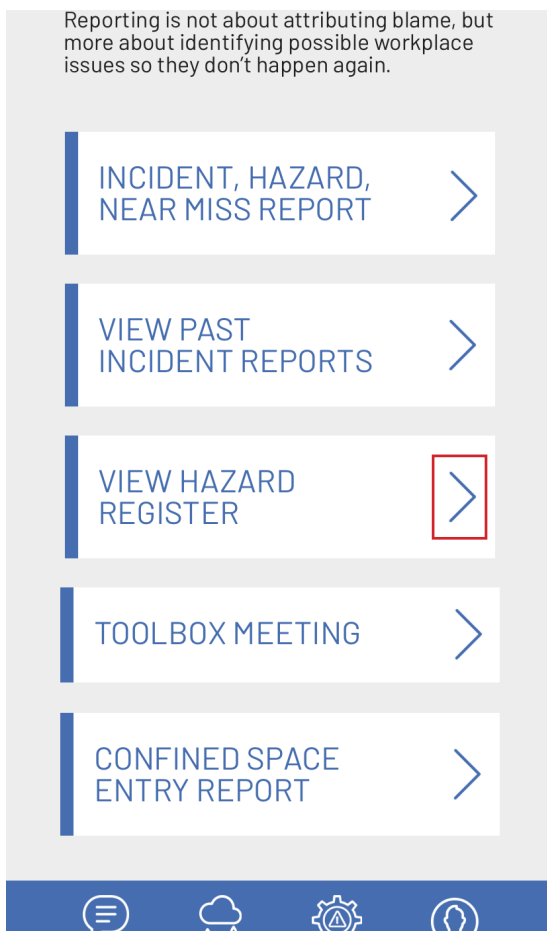 Reporting is not about attributing blame, but
more about identifying possible workplace
issues so they don’t happen again.
INCIDENT, HAZARD,
NEAR MISS REPORT
VIEW PAST
INCIDENT REPORTS
VIEW HAZARD
REGISTER
TOOLBOX MEETING
CONFINED SPACE
ENTRY REPORT